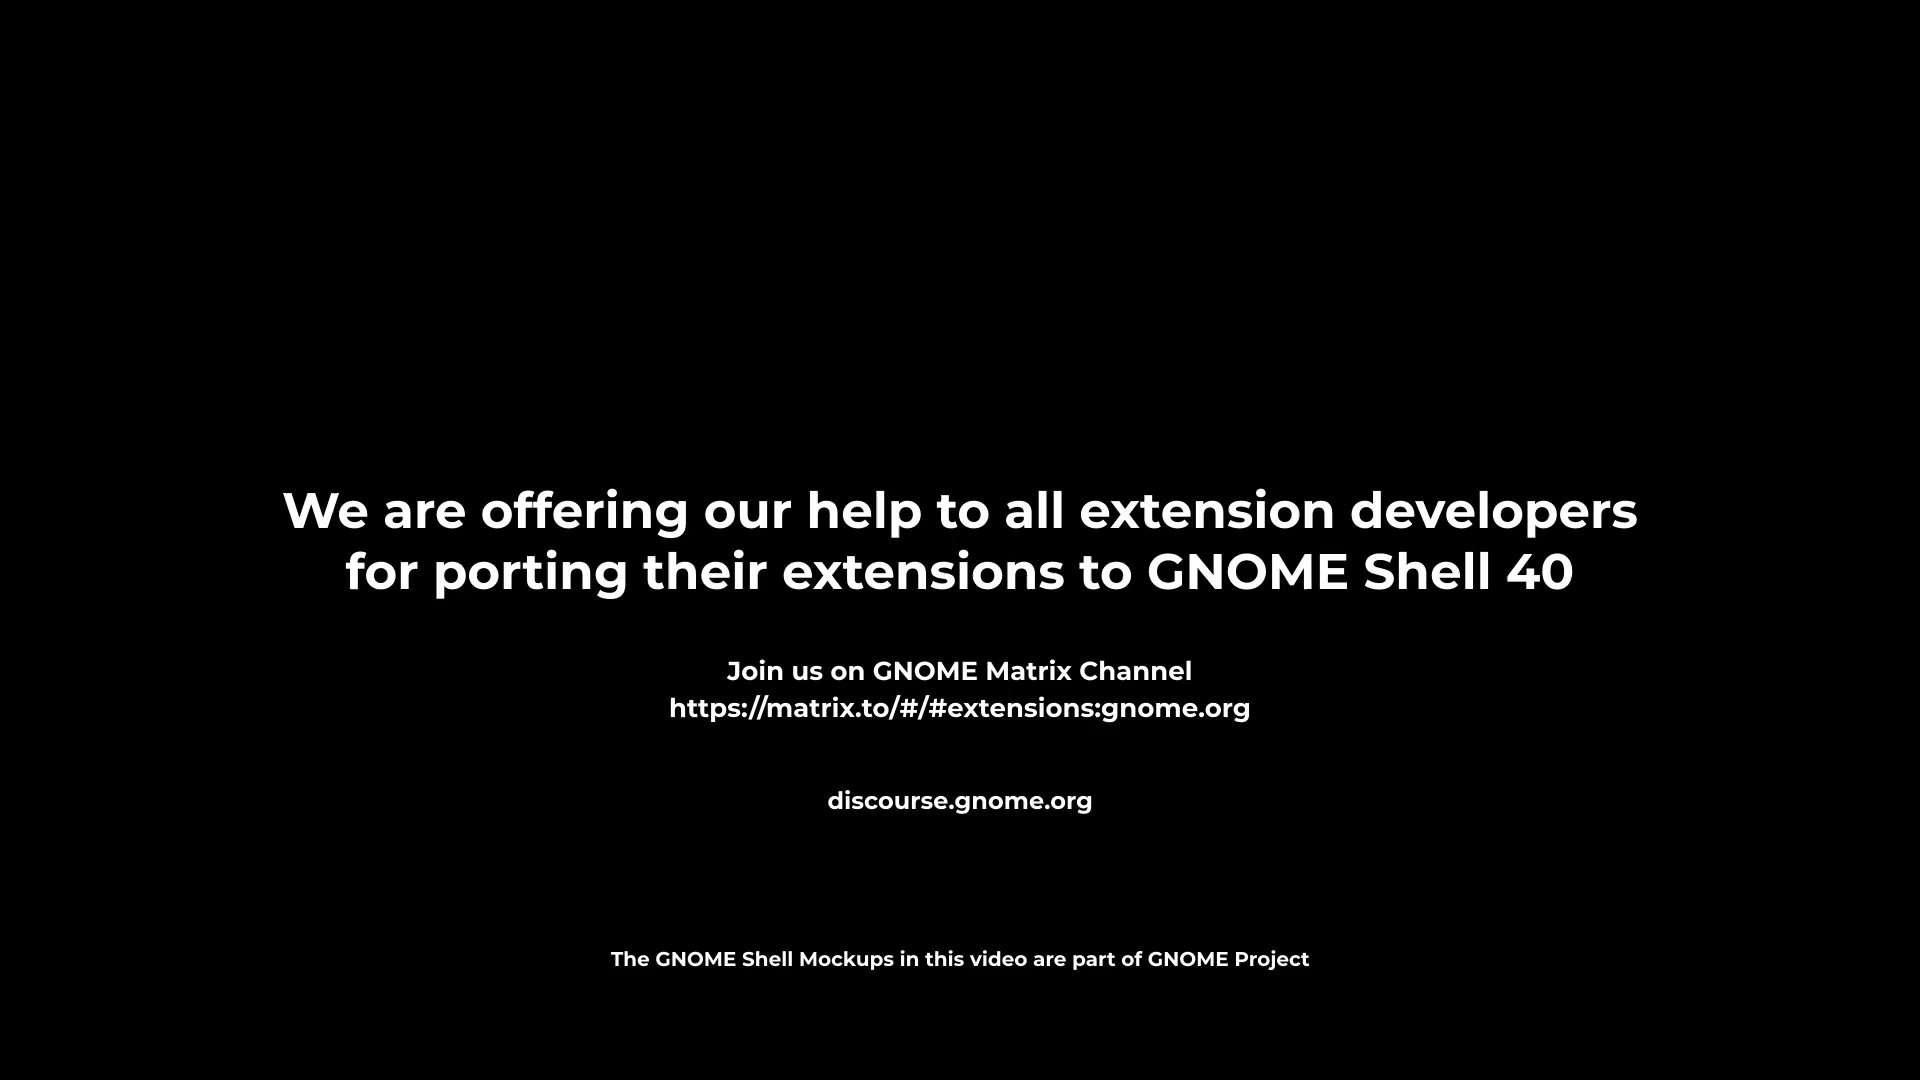 We are offering our help to all extension developers
for porting their extensions to GNOME Shell 40
Join us on GNOME Matrix Channel
https://matrix.to/#/#extensions:gnome.org
discourse.gnome.org
The GNOME Shell Mockups in this video are part of GNOME Project